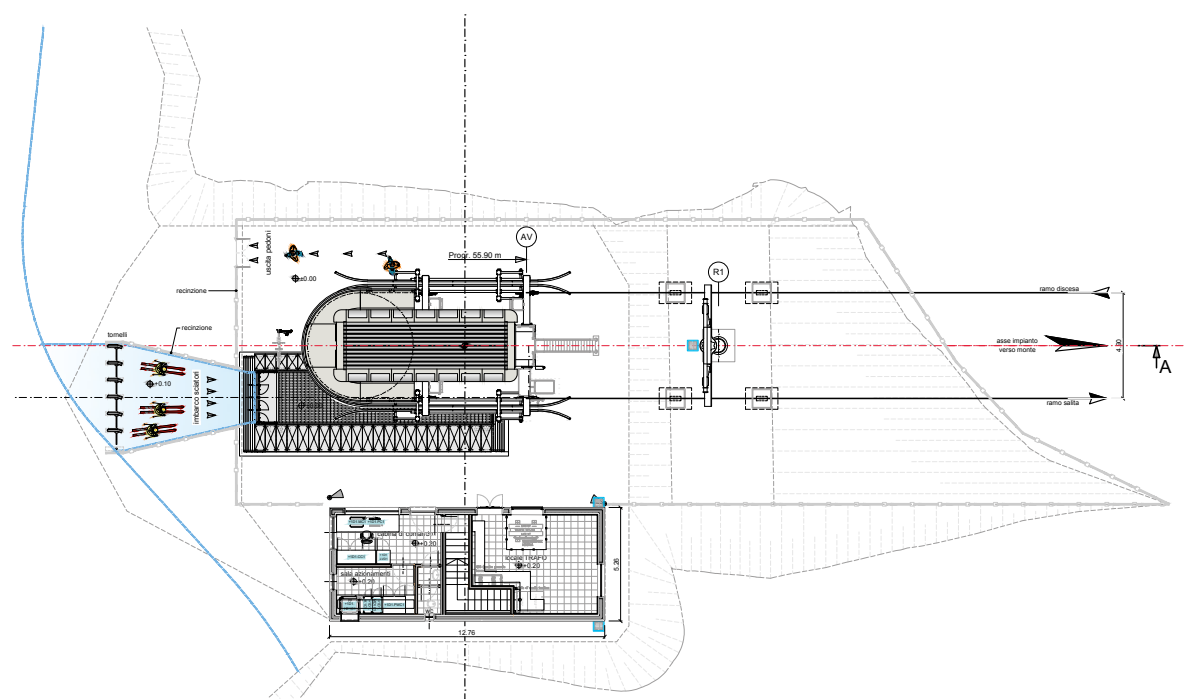 AV
uscita pedoni
Progr. 55.90 m
R1
±0.00
recinzione
ramo discesa
recinzione
tornelli
asse impianto
verso monte
4.90
A
+0.10
imbarco sciatori
ramo salita
cabina di comando
+0.20
locale TRAFO
+0.20
5.26
sala azionamenti
+0.20
12.76